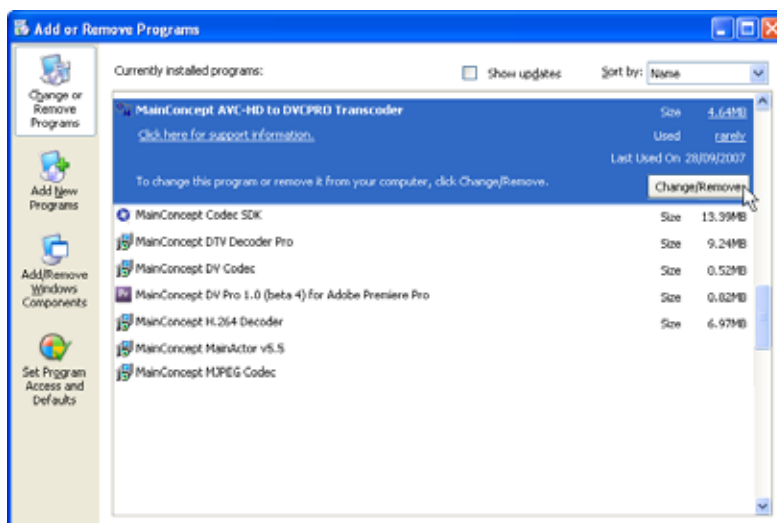 Add or Remove Programs
Change or
Remove
Programs
Add New
Programs
Add/Remove
Windows
Components
Set Program
Access and
Defaults
Currently installed programs:
Show updates
Sort by: Name
MainConcept AVC-HD to DVCPRO Transcoder
Size 4.64MB
Click here for support information.
Used rarely
Last Used On 28/09/2007
To change this program or remove it from your computer, click Change/Remove.
Change/Remove
MainConcept Codec SDK Size 13.39MB
MainConcept DTV Decoder Pro Size 9.24MB
MainConcept DV Codec Size 0.52MB
MainConcept DV Pro 1.0 (beta 4) for Adobe Premiere Pro Size 0.82MB
MainConcept H.264 Decoder Size 6.97MB
MainConcept MainActor v5.5
MainConcept MJPEG Codec